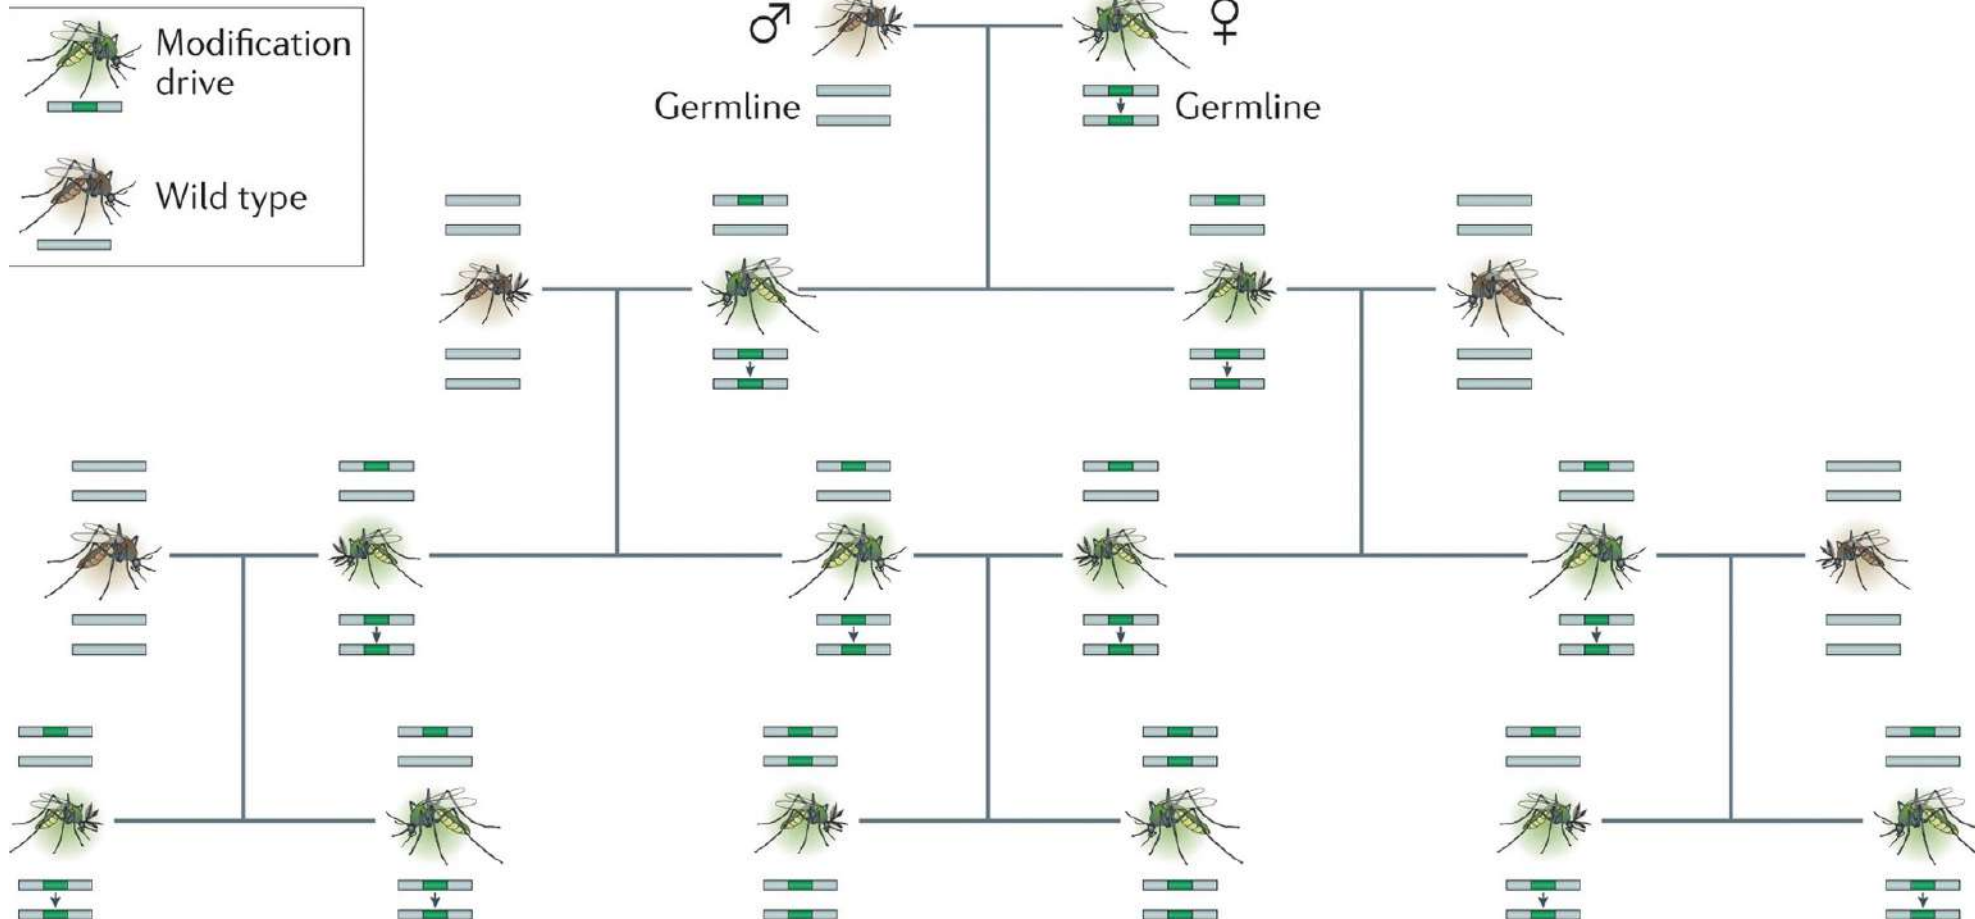 Modification
drive
Wild type
♂
♀
Germline
Germline